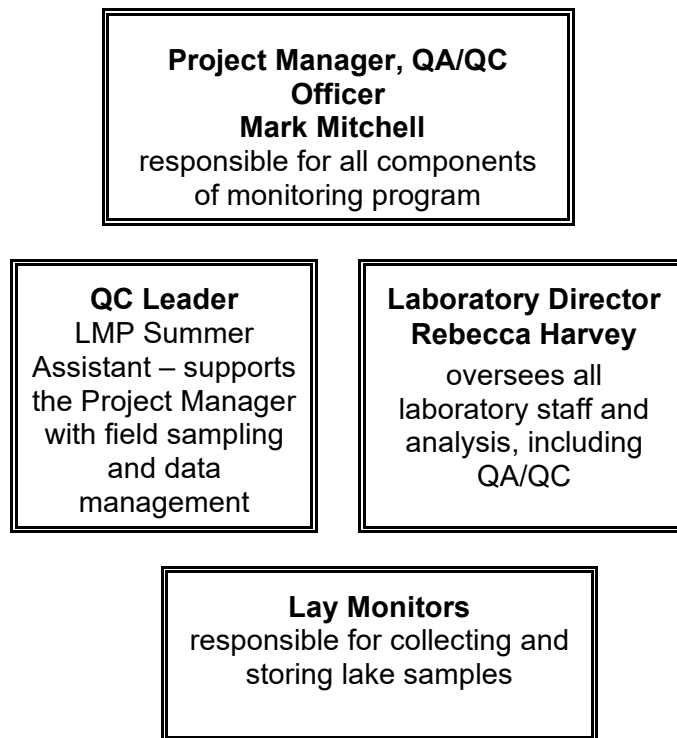 Project Manager, QA/QC
Officer
Mark Mitchell
responsible for all components
of monitoring program
QC Leader
LMP Summer
Assistant – supports
the Project Manager
with field sampling
and data
management
Laboratory Director
Rebecca Harvey
oversees all
laboratory staff and
analysis, including
QA/QC
Lay Monitors
responsible for collecting and
storing lake samples